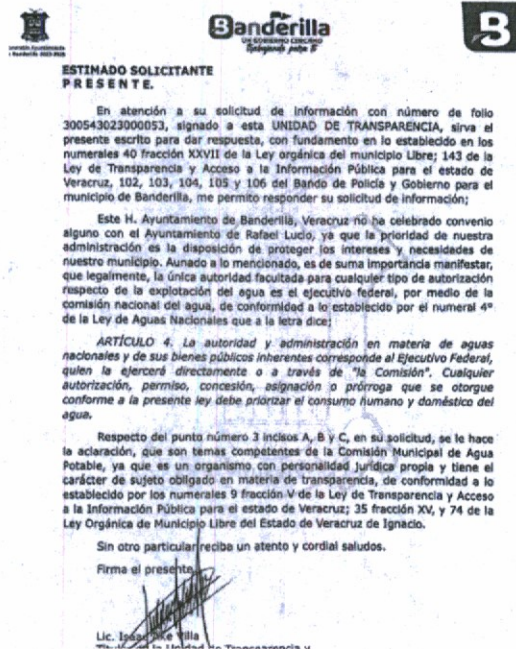 Banderilla
UN GOBIERNO CERCANO
Trabajando para ti
B
ESTIMADO SOLICITANTE
P R E S E N T E.
En atención a su solicitud de información con número de folio
300543023000053, signado a esta UNIDAD DE TRANSPARENCIA, sirva el
presente escrito para dar respuesta, con fundamento en lo establecido en los
numerales 40 fracción XXVII de la Ley orgánica del municipio Libre; 143 de la
Ley de Transparencia y Acceso a la Información Pública para el estado de
Veracruz, 102, 103, 104, 105 y 106 del Bando de Policía y Gobierno para el
municipio de Banderilla, me permito responder su solicitud de información;
Este H. Ayuntamiento de Banderilla, Veracruz no ha celebrado convenio
alguno con el Ayuntamiento de Rafael Lucio, ya que la prioridad de nuestra
administración es la disposición de proteger los intereses y necesidades de
nuestro municipio. Aunado a lo mencionado, es de suma importancia manifestar,
que legalmente, la única autoridad facultada para cualquier tipo de autorización
respecto de la explotación del agua es el ejecutivo federal, por medio de la
comisión nacional del agua, de conformidad a lo establecido por el numeral 4°
de la Ley de Aguas Nacionales que a la letra dice;
ARTÍCULO 4. La autoridad y administración en materia de aguas
nacionales y de sus bienes públicos inherentes corresponde al Ejecutivo Federal,
quien la ejercerá directamente o a través de "la Comisión". Cualquier
autorización, permiso, concesión, asignación o prórroga que se otorgue
conforme a la presente ley debe priorizar el consumo humano y doméstico del
agua.
Respecto del punto número 3 incisos A, B y C, en su solicitud, se le hace
la aclaración, que son temas competentes de la Comisión Municipal de Agua
Potable, ya que es un organismo con personalidad jurídica propia y tiene el
carácter de sujeto obligado en materia de transparencia, de conformidad a lo
establecido por los numerales 9 fracción V de la Ley de Transparencia y Acceso
a la Información Pública para el estado de Veracruz; 35 fracción XV, y 74 de la
Ley Orgánica de Municipio Libre del Estado de Veracruz de Ignacio.
Sin otro particular reciba un atento y cordial saludos.
Firma el presente
Lic. Villa
la Unidad de Transparencia y